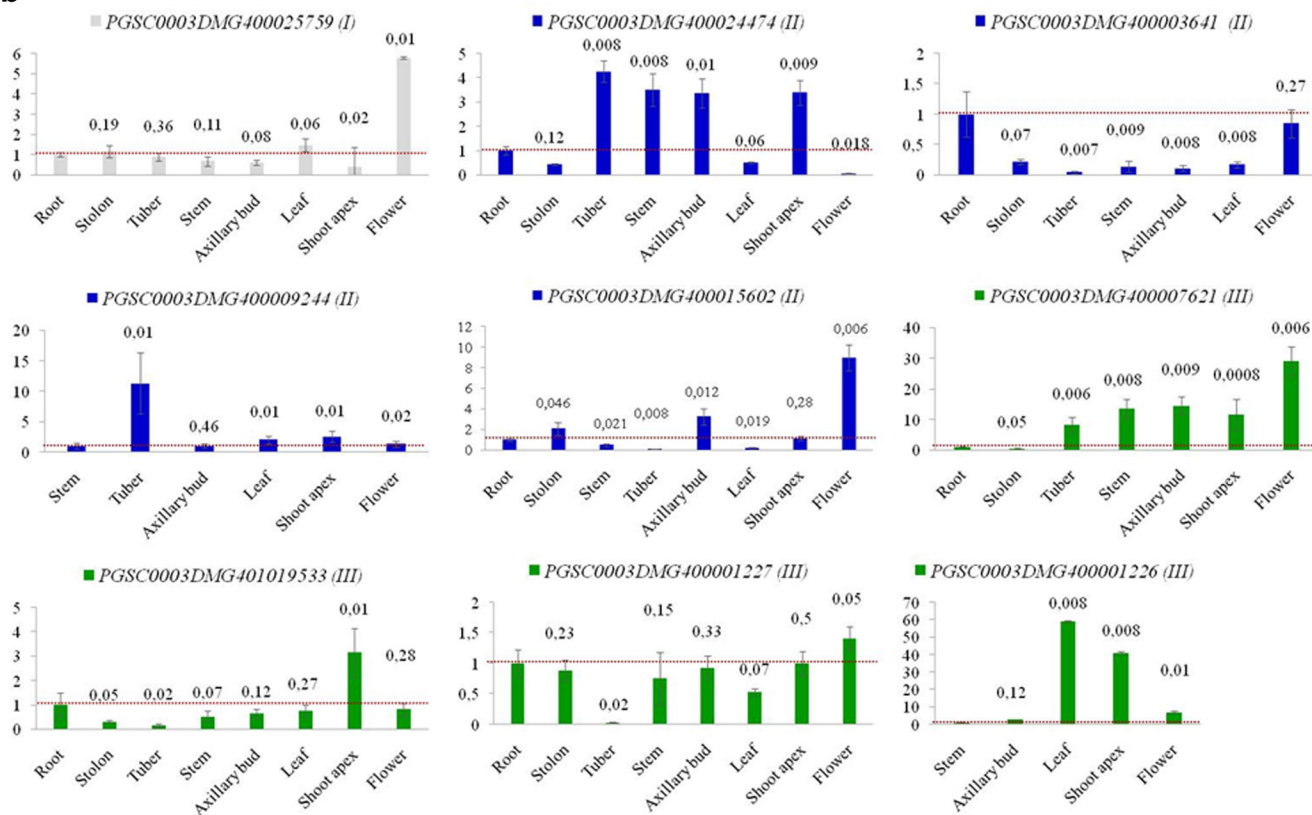 b
PGSC0003DMG400025759 (I)
6
5
4
3
2
1
0
0,19
0,36
0,11
0,08
0,06
0,02
0,01
Root
Stolon
Tuber
Stem
Axillary bud
Leaf
Shoot apex
Flower
PGSC0003DMG400024474 (II)
5
4
3
2
1
0
0,12
0,008
0,008
0,01
0,06
0,009
0,018
Root
Stolon
Tuber
Stem
Axillary bud
Leaf
Shoot apex
Flower
PGSC0003DMG400003641 (II)
2
1,5
1
0,5
0
0,07
0,007
0,009
0,008
0,008
0,27
Root
Stolon
Tuber
Stem
Axillary bud
Leaf
Flower
PGSC0003DMG400009244 (II)
20
15
10
5
0
0,01
0,46
0,01
0,01
0,02
Stem
Tuber
Axillary bud
Leaf
Shoot apex
Flower
PGSC0003DMG400015602 (II)
12
10
8
6
4
2
0
0,046
0,021
0,008
0,012
0,019
0,28
0,006
Root
Stolon
Stem
Tuber
Axillary bud
Leaf
Shoot apex
Flower
PGSC0003DMG400007621 (III)
40
30
20
10
0
0,05
0,006
0,008
0,009
0,0008
0,006
Root
Stolon
Tuber
Stem
Axillary bud
Shoot apex
Flower
PGSC0003DMG401019533 (III)
5
4
3
2
1
0
0,05
0,02
0,07
0,12
0,27
0,01
0,28
Root
Stolon
Tuber
Stem
Axillary bud
Leaf
Shoot apex
Flower
PGSC0003DMG400001227 (III)
2
1,5
1
0,5
0
0,23
0,02
0,15
0,33
0,07
0,5
0,05
Root
Stolon
Tuber
Stem
Axillary bud
Leaf
Shoot apex
Flower
PGSC0003DMG400001226 (III)
70
60
50
40
30
20
10
0
0,12
0,008
0,008
0,01
Stem
Axillary bud
Leaf
Shoot apex
Flower